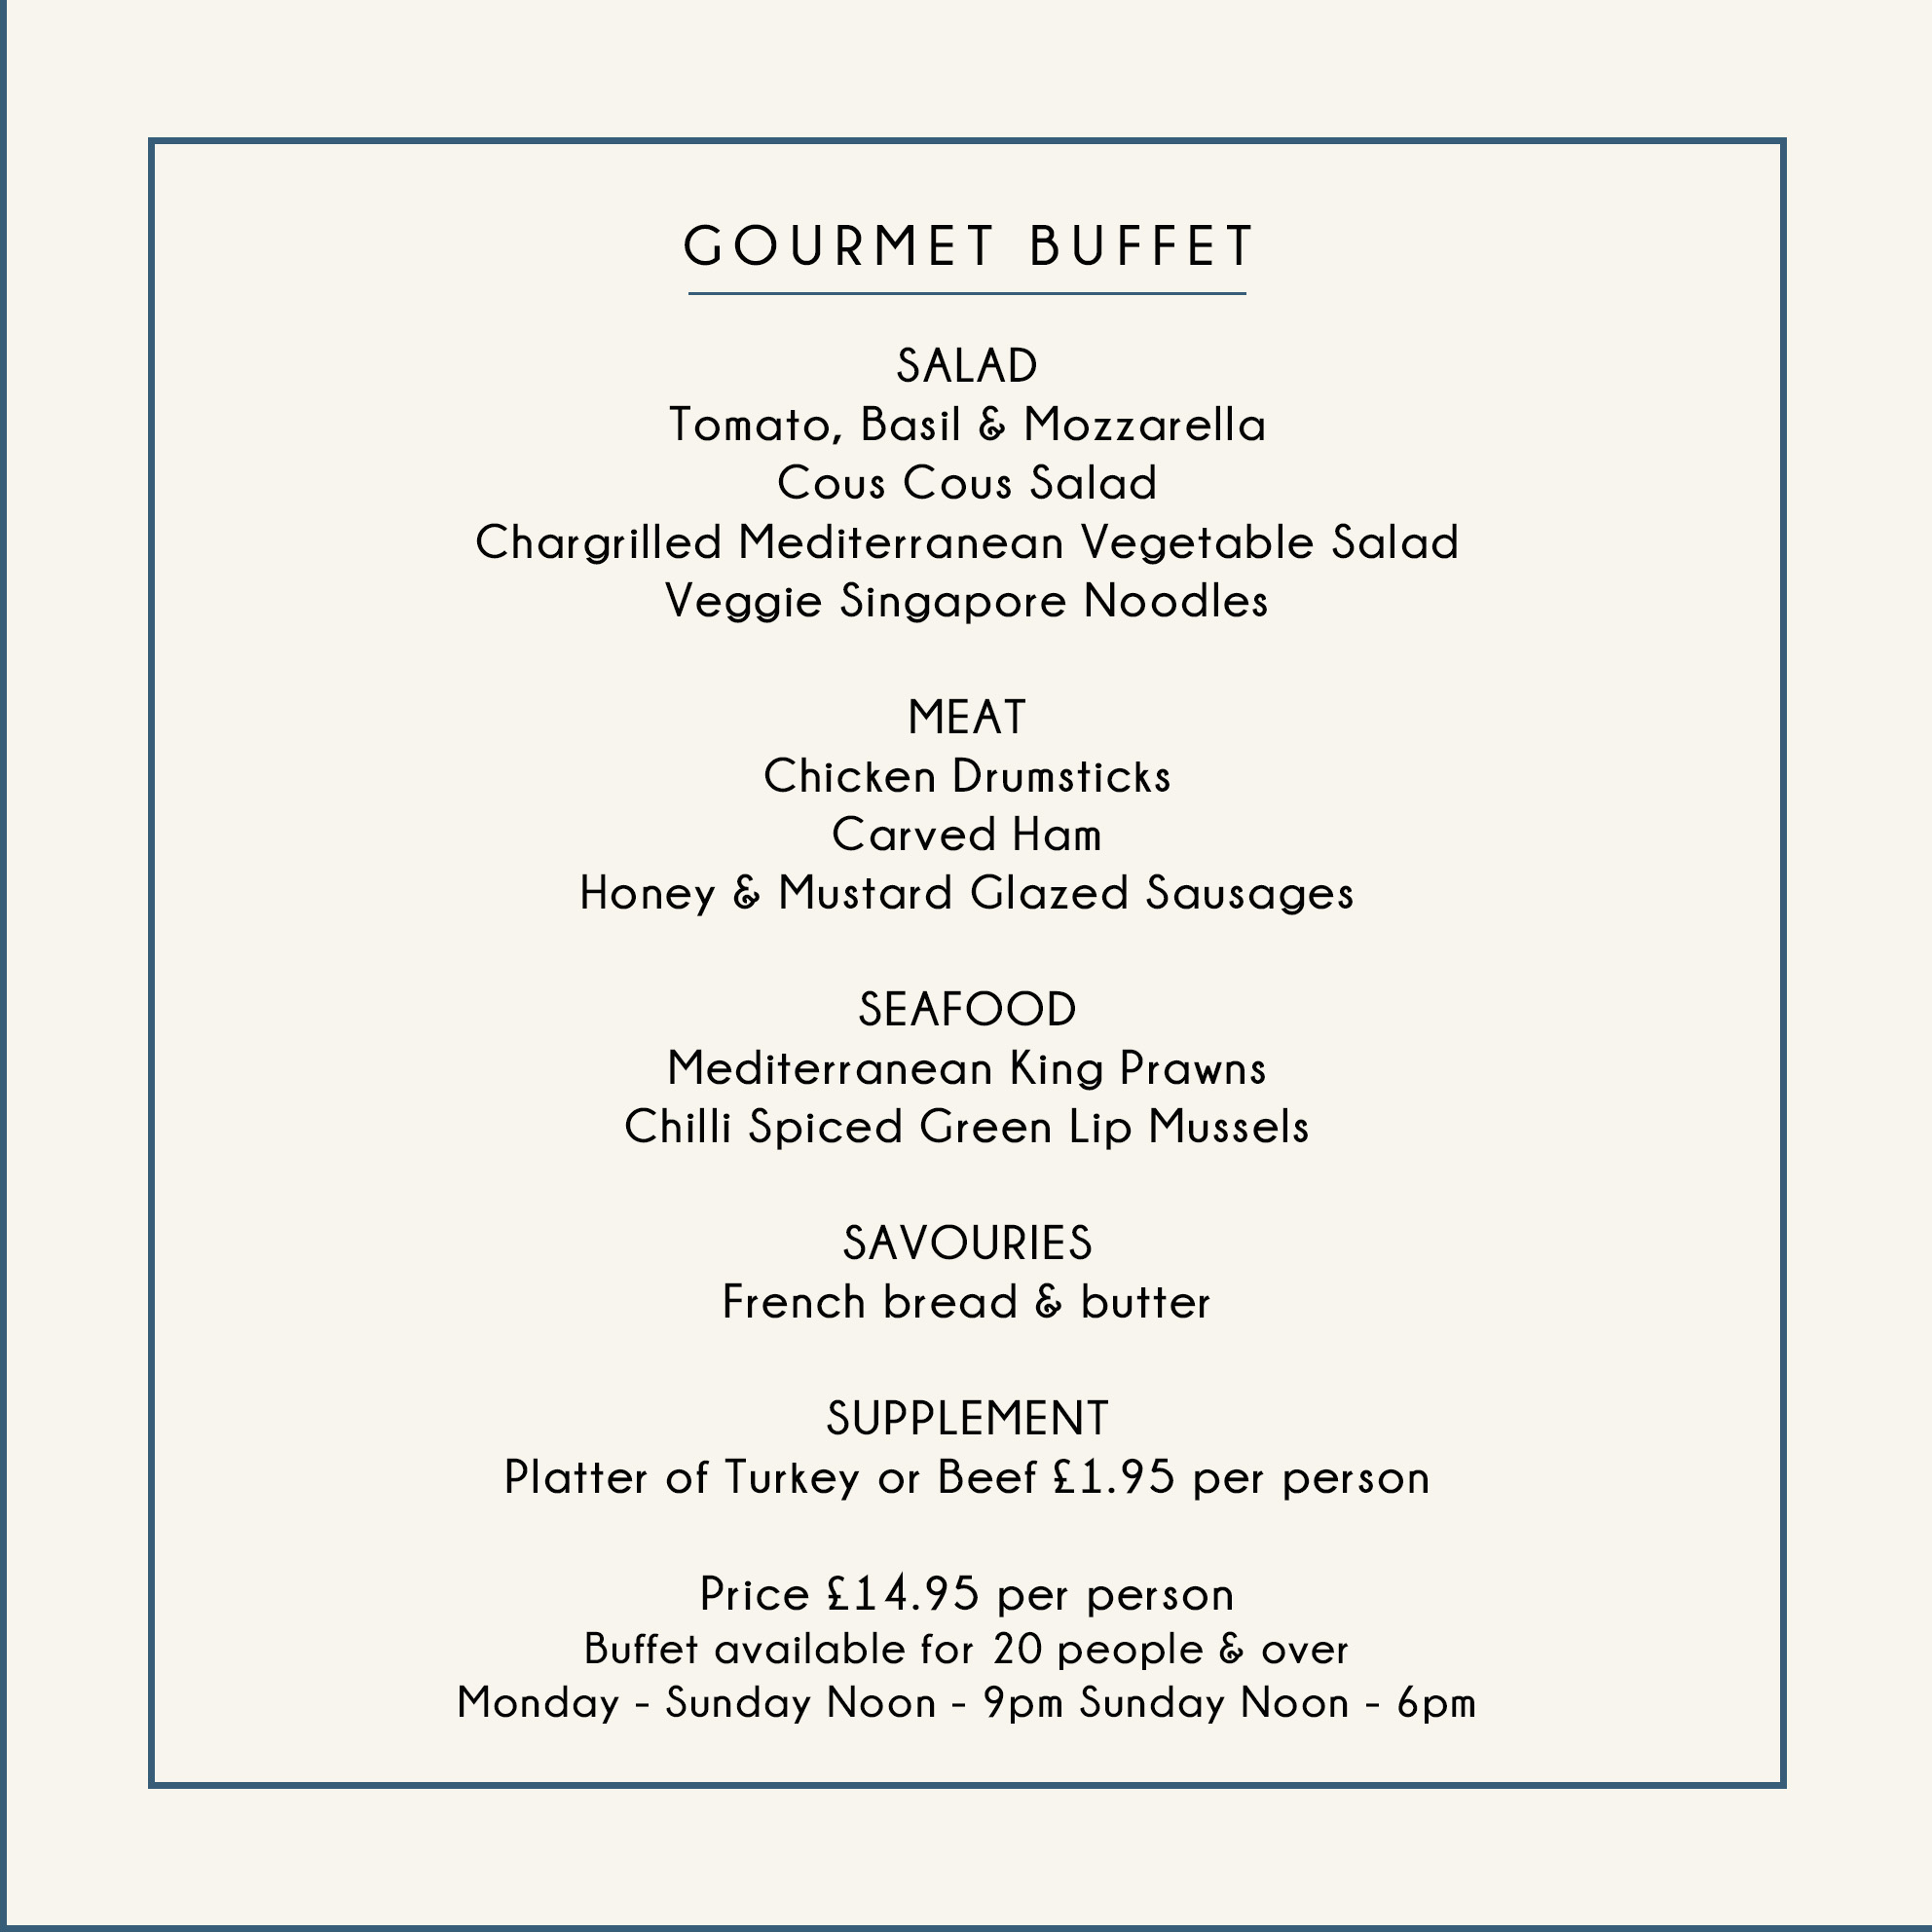 GOURMET BUFFET
SALAD
Tomato, Basil & Mozzarella
Cous Cous Salad
Chargrilled Mediterranean Vegetable Salad
Veggie Singapore Noodles
MEAT
Chicken Drumsticks
Carved Ham
Honey & Mustard Glazed Sausages
SEAFOOD
Mediterranean King Prawns
Chilli Spiced Green Lip Mussels
SAVOURIES
French bread & butter
SUPPLEMENT
Platter of Turkey or Beef £1.95 per person
Price £14.95 per person
Buffet available for 20 people & over
Monday - Sunday Noon - 9pm Sunday Noon - 6pm